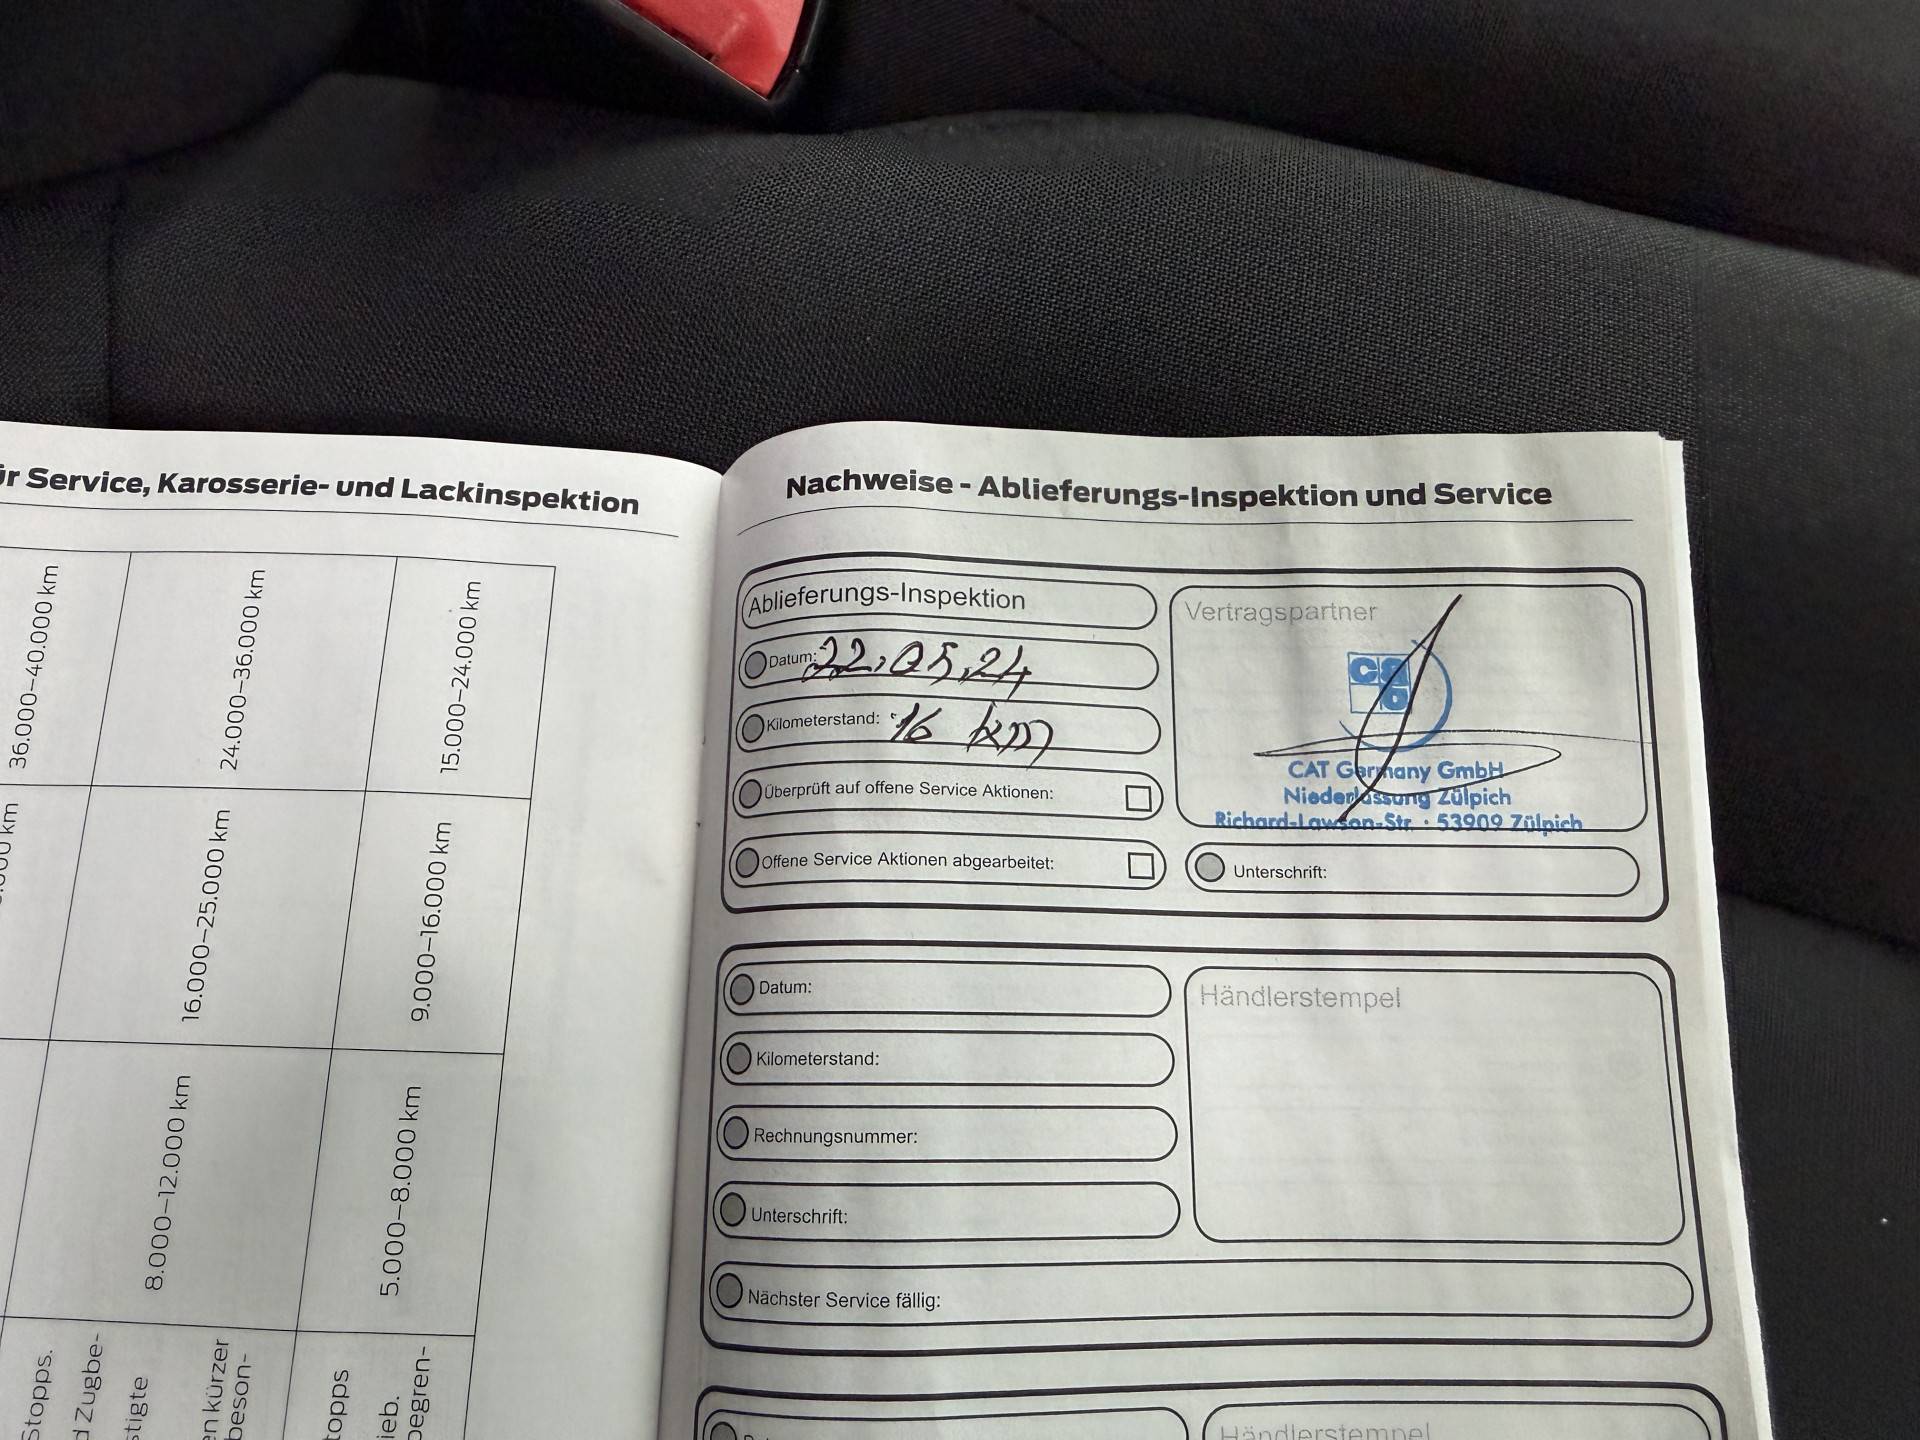 ür Service, Karosserie- und Lackinspektion
36.000–40.000 km
24.000–36.000 km
15.000–24.000 km
16.000–25.000 km
9.000–16.000 km
8.000–12.000 km
5.000–8.000 km
Stopps.
d Zugbe-
stigte
en kürzer
beson-
topps
ieb.
begren-
Nachweise - Ablieferungs-Inspektion und Service
Ablieferungs-Inspektion
Datum: 22.05.24
Kilometerstand: 16 km
Überprüft auf offene Service Aktionen:
Offene Service Aktionen abgearbeitet:
Vertragspartner
CAT Germany GmbH
Niederlassung Zülpich
Richard-Lawson-Str. · 53909 Zülpich
Unterschrift:
Datum:
Kilometerstand:
Rechnungsnummer:
Unterschrift:
Nächster Service fällig:
Händlerstempel
Händlerstempel